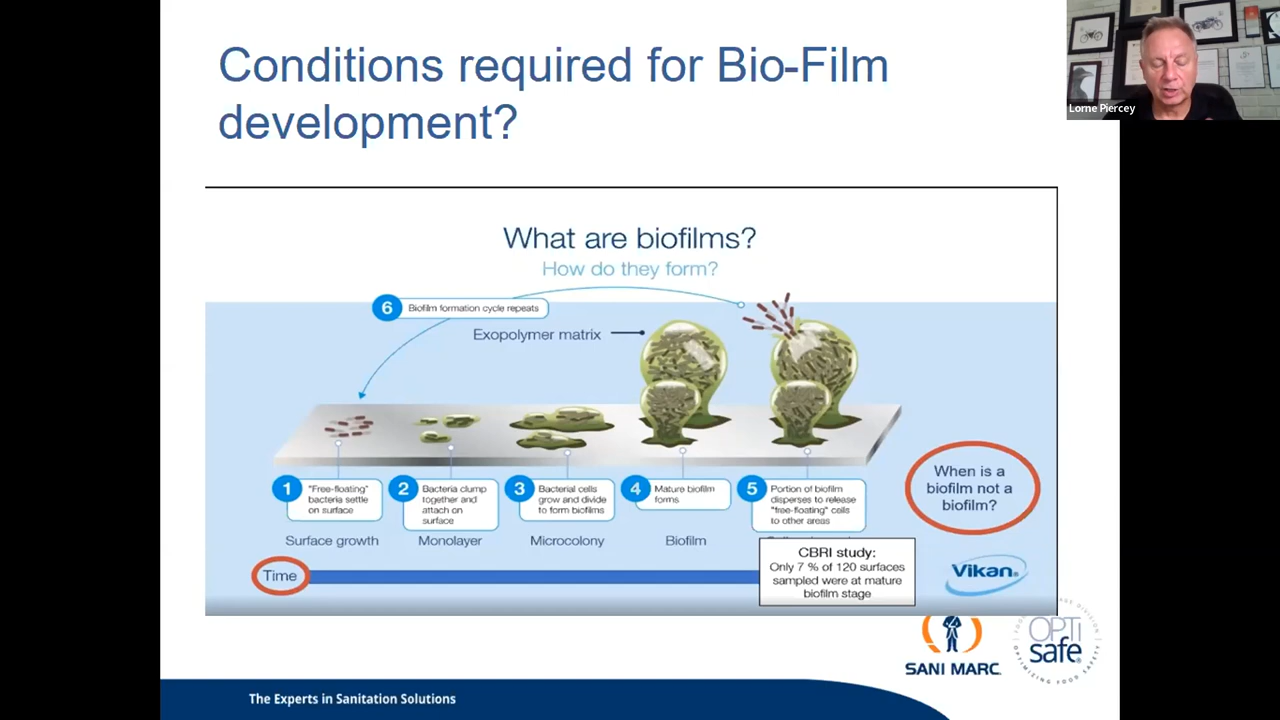 Conditions required for Bio-Film
development?
Lorne Piercey
What are biofilms?
How do they form?
6
Biofilm formation cycle repeats
Exopolymer matrix
1
"Free-floating"
bacteria settle
on surface
2
Bacteria clump
together and
attach on
surface
3
Bacterial cells
grow and divide
to form biofilms
4
Mature biofilm
forms
5
Portion of biofilm
disperses to release
"free-floating" cells
to other areas
When is a
biofilm not a
biofilm?
Surface growth
Monolayer
Microcolony
Biofilm
Time
CBRI study:
Only 7 % of 120 surfaces
sampled were at mature
biofilm stage
Vikan®
SANI MARC
OPTI
safe
OPTIMIZING FOOD SAFETY
The Experts in Sanitation Solutions